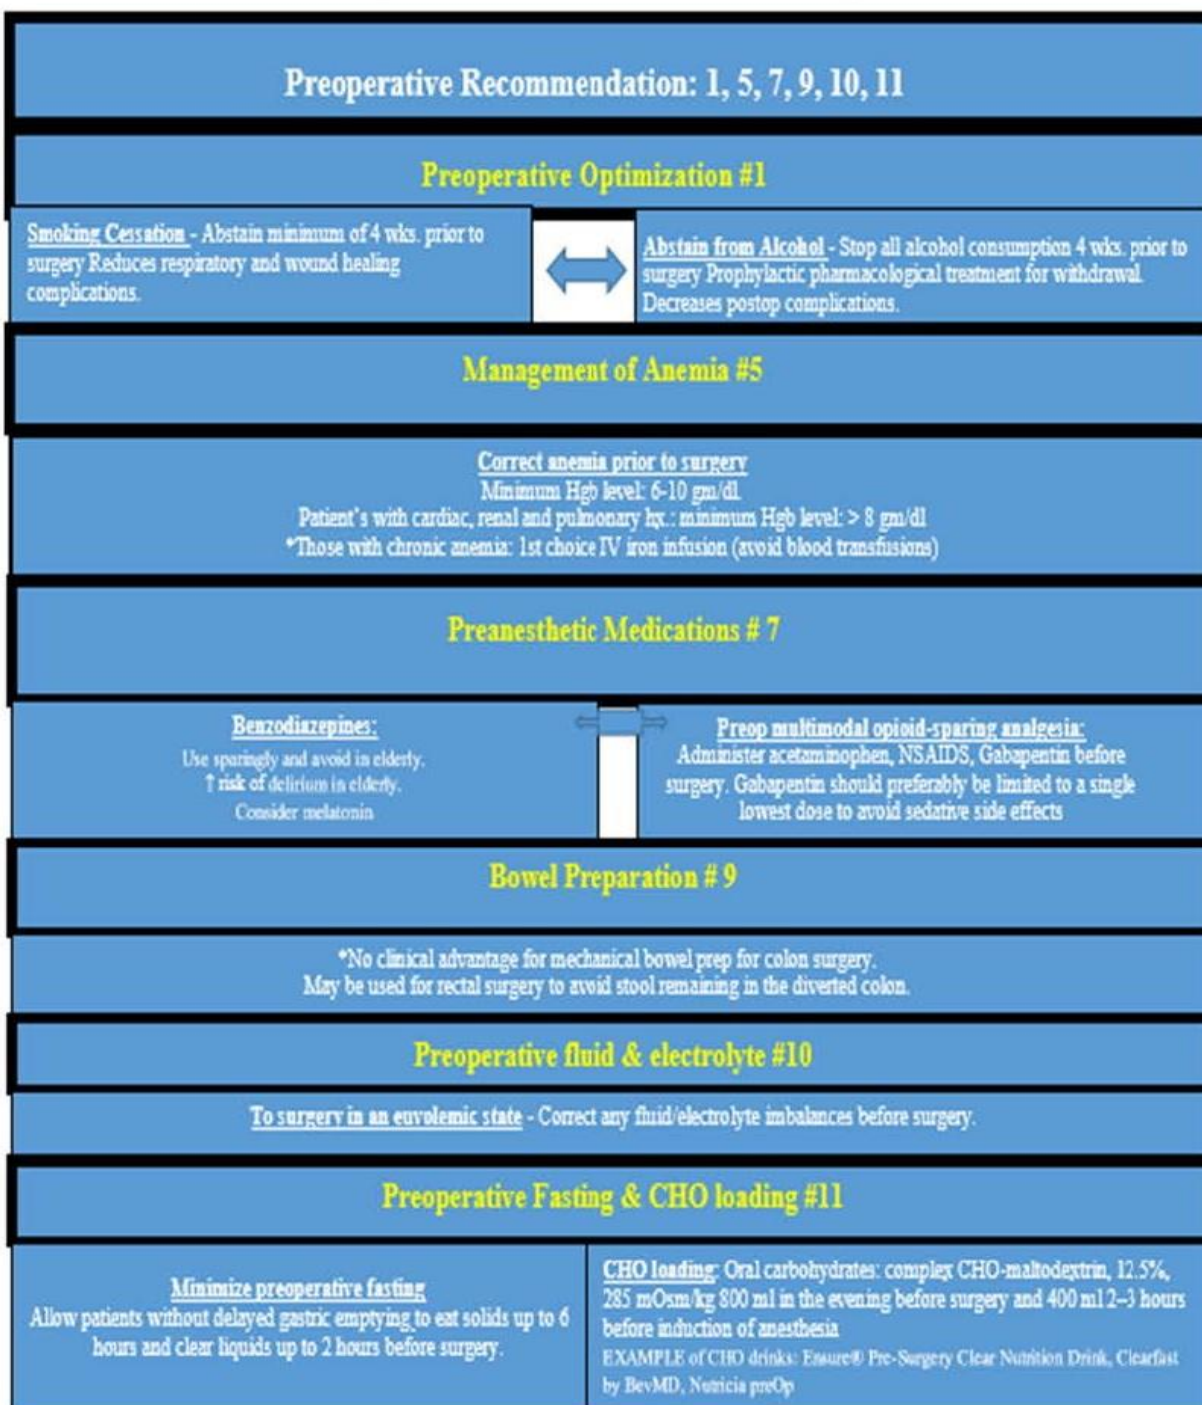 Preoperative Recommendation: 1, 5, 7, 9, 10, 11
Preoperative Optimization #1
Smoking Cessation - Abstain minimum of 4 wks. prior to
surgery Reduces respiratory and wound healing
complications.
Abstain from Alcohol - Stop all alcohol consumption 4 wks. prior to
surgery Prophylactic pharmacological treatment for withdrawal.
Decreases postop complications.
Management of Anemia #5
Correct anemia prior to surgery
Minimum Hgb level: 6-10 gm/dl.
Patient's with cardiac, renal and pulmonary hx.: minimum Hgb level: > 8 gm/dl
*Those with chronic anemia: 1st choice IV iron infusion (avoid blood transfusions)
Preanesthetic Medications # 7
Benzodiazepines:
Use sparingly and avoid in elderly.
↑ risk of delirium in elderly.
Consider melatonin
Preop multimodal opioid-sparing analgesia:
Administer acetaminophen, NSAIDS, Gabapentin before
surgery. Gabapentin should preferably be limited to a single
lowest dose to avoid sedative side effects
Bowel Preparation # 9
*No clinical advantage for mechanical bowel prep for colon surgery.
May be used for rectal surgery to avoid stool remaining in the diverted colon.
Preoperative fluid & electrolyte #10
To surgery in an euvolemic state - Correct any fluid/electrolyte imbalances before surgery.
Preoperative Fasting & CHO loading #11
Minimize preoperative fasting
Allow patients without delayed gastric emptying to eat solids up to 6
hours and clear liquids up to 2 hours before surgery.
CHO loading: Oral carbohydrates: complex CHO-maltodextrin, 12.5%,
285 mOsm/kg 800 ml in the evening before surgery and 400 ml 2–3 hours
before induction of anesthesia
EXAMPLE of CHO drinks: Ensure® Pre-Surgery Clear Nutrition Drink, Clearfast
by BevMD, Nutricia preOp